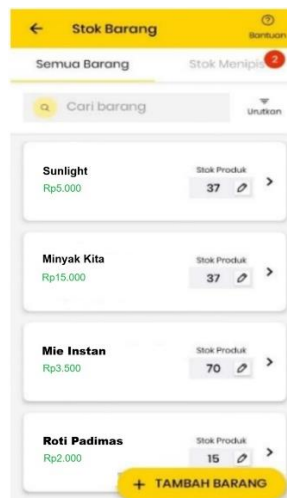 Stok Barang
Bantuan
Semua Barang
Stok Menipis 2
Cari barang
Urutkan
Sunlight
Stok Produk
Rp5.000
37
Minyak Kita
Stok Produk
Rp15.000
37
Mie Instan
Stok Produk
Rp3.500
70
Roti Padimas
Stok Produk
Rp2.000
15
+ TAMBAH BARANG